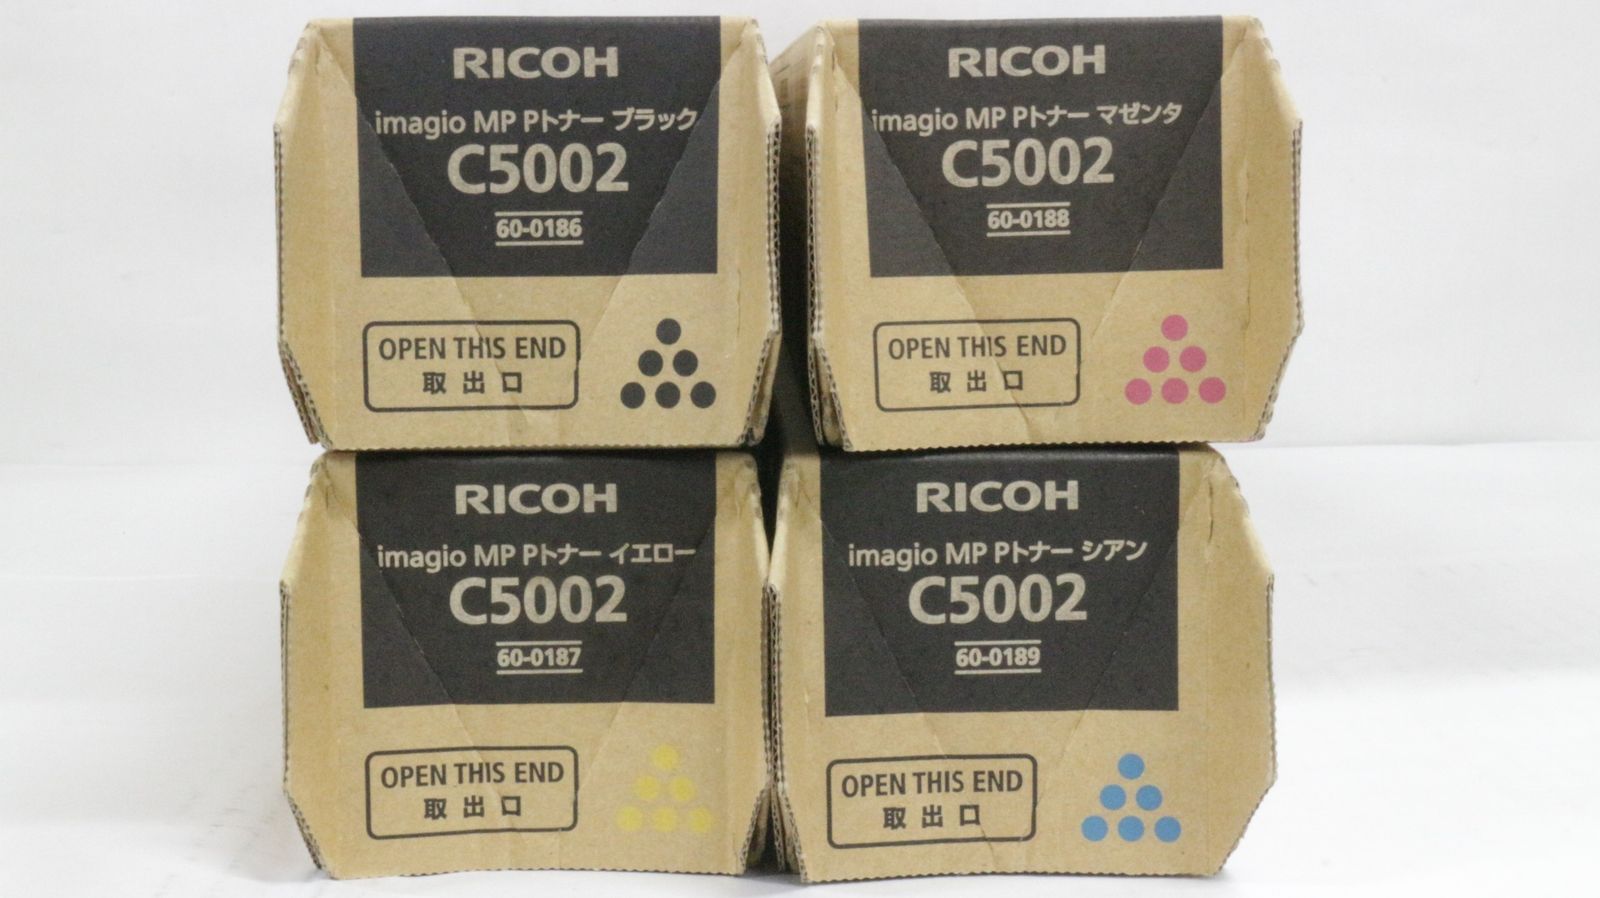 RICOH
imagio MP Pトナー ブラック
C5002
60-0186
OPEN THIS END
取出口
RICOH
imagio MP Pトナー マゼンタ
C5002
60-0188
OPEN THIS END
取出口
RICOH
imagio MP Pトナー イエロー
C5002
60-0187
OPEN THIS END
取出口
RICOH
imagio MP Pトナー シアン
C5002
60-0189
OPEN THIS END
取出口